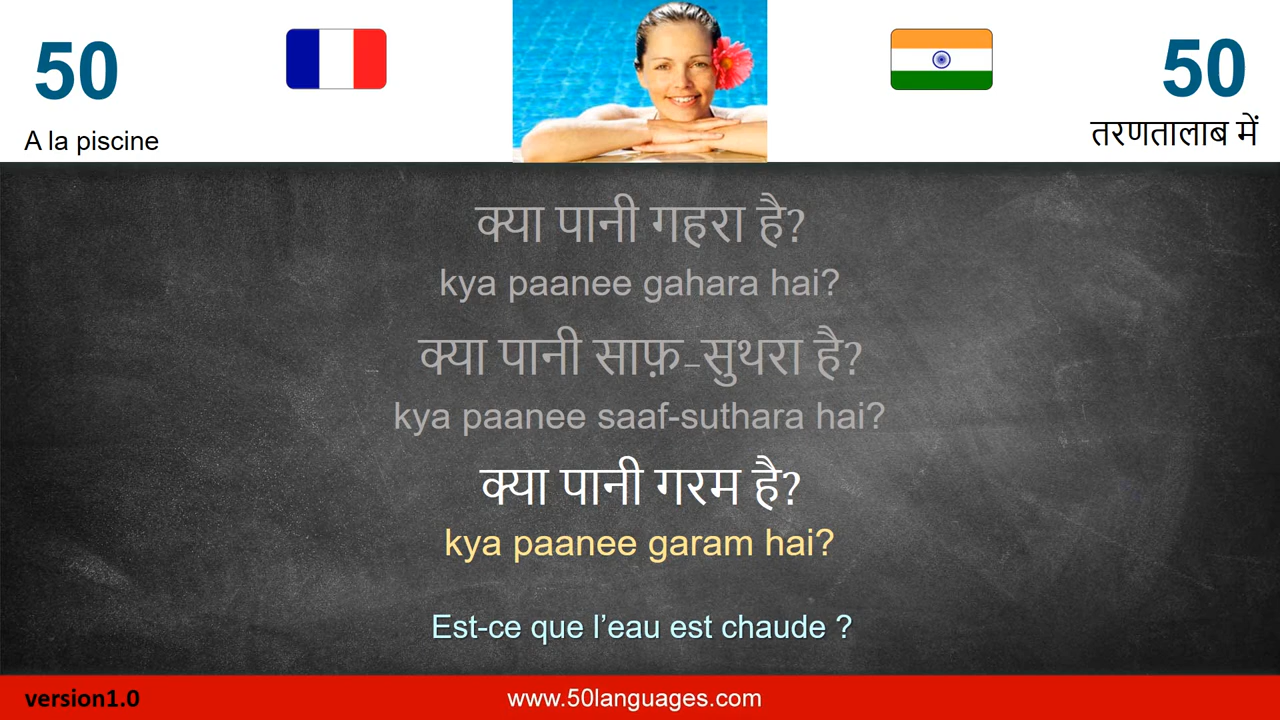 50
A la piscine
50
तरणतालाब में
क्या पानी गहरा है?
kya paanee gahara hai?
क्या पानी साफ़-सुथरा है?
kya paanee saaf-suthara hai?
क्या पानी गरम है?
kya paanee garam hai?
Est-ce que l’eau est chaude ?
version1.0
www.50languages.com